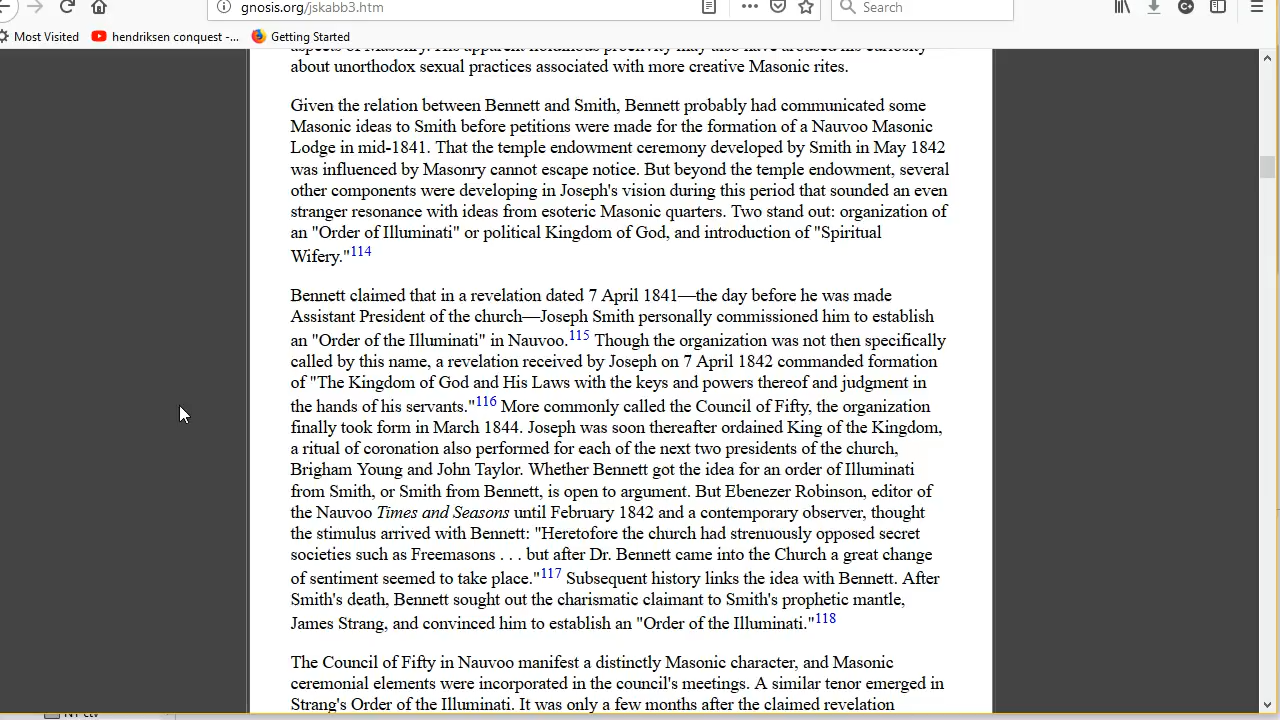 gnosis.org/jskabb3.htm
Search
Most Visited
hendriksen conquest -...
Getting Started
about unorthodox sexual practices associated with more creative Masonic rites.
Given the relation between Bennett and Smith, Bennett probably had communicated some
Masonic ideas to Smith before petitions were made for the formation of a Nauvoo Masonic
Lodge in mid-1841. That the temple endowment ceremony developed by Smith in May 1842
was influenced by Masonry cannot escape notice. But beyond the temple endowment, several
other components were developing in Joseph's vision during this period that sounded an even
stranger resonance with ideas from esoteric Masonic quarters. Two stand out: organization of
an "Order of Illuminati" or political Kingdom of God, and introduction of "Spiritual
Wifery."114
Bennett claimed that in a revelation dated 7 April 1841—the day before he was made
Assistant President of the church—Joseph Smith personally commissioned him to establish
an "Order of the Illuminati" in Nauvoo.115 Though the organization was not then specifically
called by this name, a revelation received by Joseph on 7 April 1842 commanded formation
of "The Kingdom of God and His Laws with the keys and powers thereof and judgment in
the hands of his servants."116 More commonly called the Council of Fifty, the organization
finally took form in March 1844. Joseph was soon thereafter ordained King of the Kingdom,
a ritual of coronation also performed for each of the next two presidents of the church,
Brigham Young and John Taylor. Whether Bennett got the idea for an order of Illuminati
from Smith, or Smith from Bennett, is open to argument. But Ebenezer Robinson, editor of
the Nauvoo Times and Seasons until February 1842 and a contemporary observer, thought
the stimulus arrived with Bennett: "Heretofore the church had strenuously opposed secret
societies such as Freemasons . . . but after Dr. Bennett came into the Church a great change
of sentiment seemed to take place."117 Subsequent history links the idea with Bennett. After
Smith's death, Bennett sought out the charismatic claimant to Smith's prophetic mantle,
James Strang, and convinced him to establish an "Order of the Illuminati."118
The Council of Fifty in Nauvoo manifest a distinctly Masonic character, and Masonic
ceremonial elements were incorporated in the council's meetings. A similar tenor emerged in
Strang's Order of the Illuminati. It was only a few months after the claimed revelation